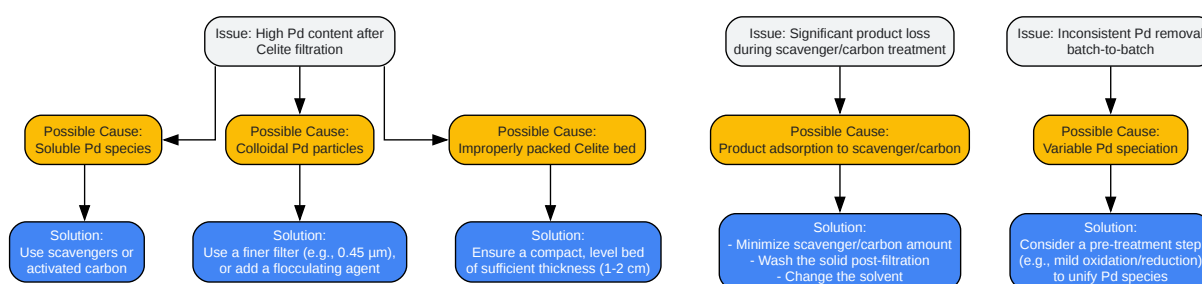 Issue: High Pd content after
Celite filtration
Issue: Significant product loss
during scavenger/carbon treatment
Issue: Inconsistent Pd removal
batch-to-batch
Possible Cause:
Soluble Pd species
Possible Cause:
Colloidal Pd particles
Possible Cause:
Improperly packed Celite bed
Possible Cause:
Product adsorption to scavenger/carbon
Possible Cause:
Variable Pd speciation
Solution:
Use scavengers or
activated carbon
Solution:
Use a finer filter (e.g., 0.45 µm),
or add a flocculating agent
Solution:
Ensure a compact, level bed
of sufficient thickness (1-2 cm)
Solution:
- Minimize scavenger/carbon amount
- Wash the solid post-filtration
- Change the solvent
Solution:
Consider a pre-treatment step
(e.g., mild oxidation/reduction)
to unify Pd species